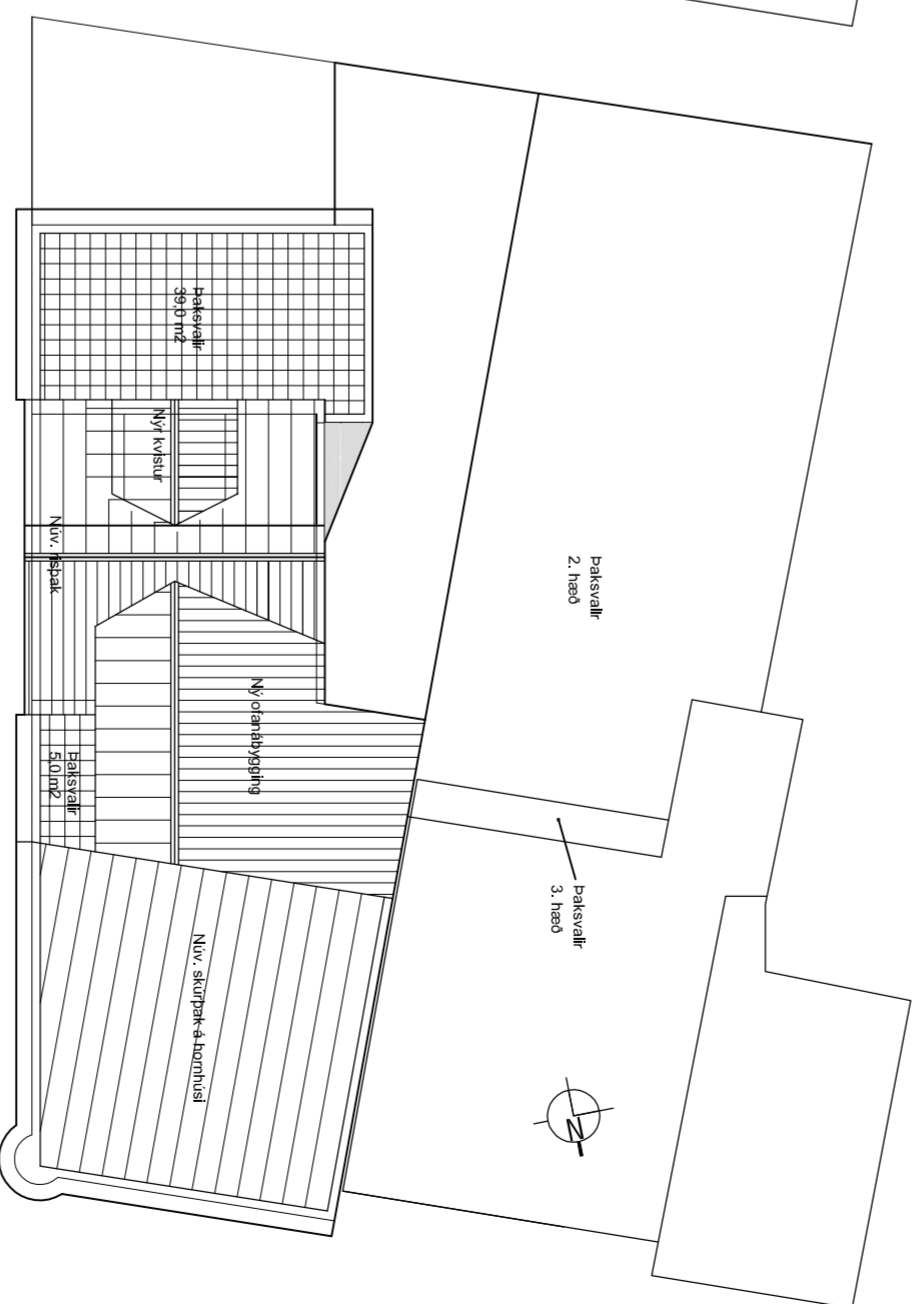 Þaksvalir
39,0 m2
Nýr kvistur
Núv. risþak
Þaksvalir
2. hæð
Ný ofanábygging
Þaksvalir
5,0 m2
Þaksvalir
3. hæð
Núv. skúrþak á hornhúsi
N